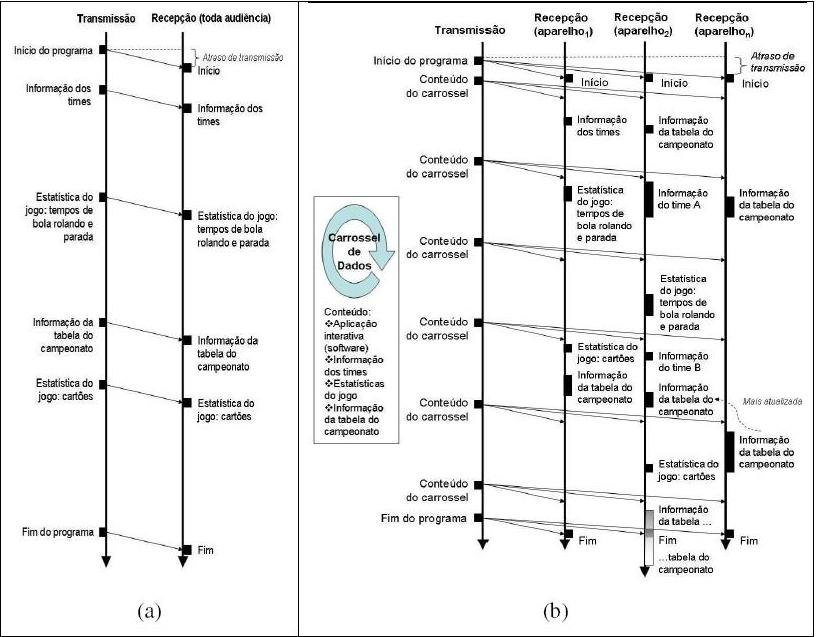 Transmissão
Recepção (toda audiência)
Início do programa
Atraso de transmissão
Início
Informação dos
times
Informação dos
times
Estatística do
jogo: tempos de
bola rolando e
parada
Estatística do jogo:
tempos de bola
rolando e parada
Informação da
tabela do
campeonato
Informação da
tabela do
campeonato
Estatística do
jogo: cartões
Estatística do
jogo: cartões
Fim do programa
Fim
(a)
Transmissão
Recepção
(aparelho1)
Recepção
(aparelho2)
Recepção
(aparelhon)
Início do programa
Atraso de
transmissão
Início
Início
Início
Conteúdo
do carrossel
Informação
dos times
Informação
da tabela do
campeonato
Conteúdo
do carrossel
Estatística
do jogo:
tempos de
bola rolando
e parada
Informação
do time A
Informação
da tabela do
campeonato
Carrossel
de
Dados
Conteúdo:
❖Aplicação
interativa
(software)
❖Informação
dos times
❖Estatísticas
do jogo
❖Informação
da tabela do
campeonato
Conteúdo
do carrossel
Estatística
do jogo:
tempos de
bola rolando
e parada
Conteúdo
do carrossel
Estatística do
jogo: cartões
Informação
do time B
Informação
da tabela do
campeonato
Informação
da tabela do
campeonato
Mais atualizada
Conteúdo
do carrossel
Informação
da tabela do
campeonato
Estatística do
jogo: cartões
Conteúdo
do carrossel
Informação
da tabela ...
Fim do programa
Fim
Fim
Fim
...tabela do
campeonato
(b)